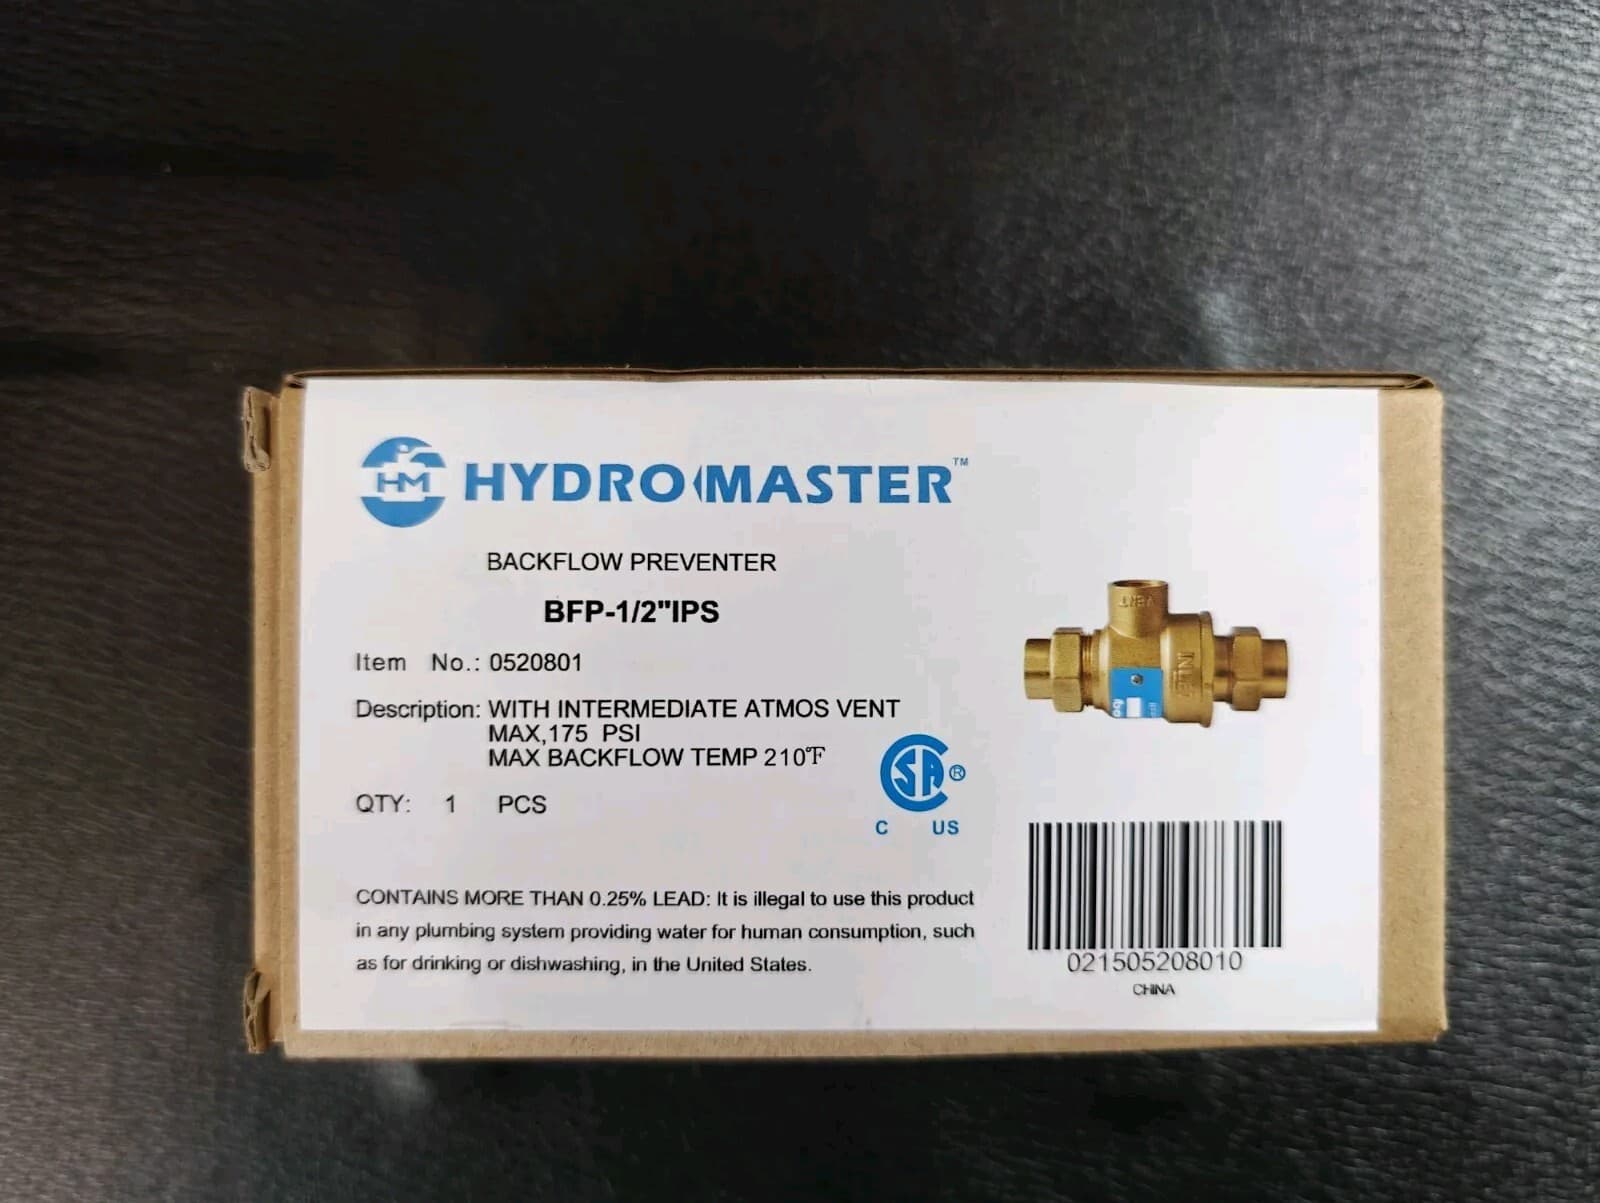 HM HYDROMASTER™
BACKFLOW PREVENTER
BFP-1/2"IPS
Item No.: 0520801
Description: WITH INTERMEDIATE ATMOS VENT
MAX,175 PSI
MAX BACKFLOW TEMP 210℉
QTY: 1 PCS
VENT
SA ®
C US
CONTAINS MORE THAN 0.25% LEAD: It is illegal to use this product
in any plumbing system providing water for human consumption, such
as for drinking or dishwashing, in the United States.
021505208010
CHINA